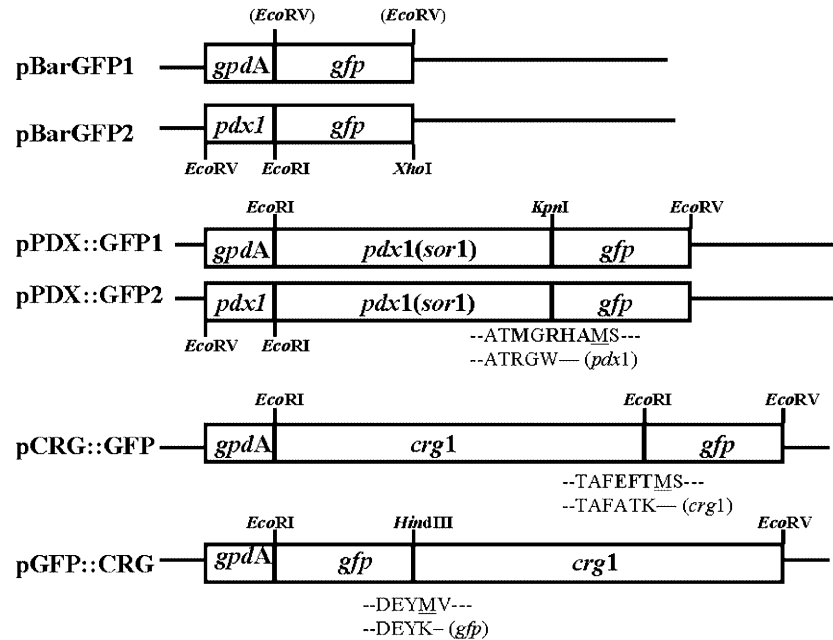 (EcoRV) (EcoRV)
pBarGFP1 gpdA gfp
pBarGFP2 pdx1 gfp
EcoRV EcoRI XhoI
EcoRI KpnI EcoRV
pPDX::GFP1 gpdA pdx1(sor1) gfp
pPDX::GFP2 pdx1 pdx1(sor1) gfp
EcoRV EcoRI --ATMGRHAMS---
--ATRGW— (pdx1)
EcoRI EcoRI EcoRV
pCRG::GFP gpdA crg1 gfp
--TAFEFTMS---
--TAFATK— (crg1)
EcoRI HindIII EcoRV
pGFP::CRG gpdA gfp crg1
--DEYMV---
--DEYK– (gfp)